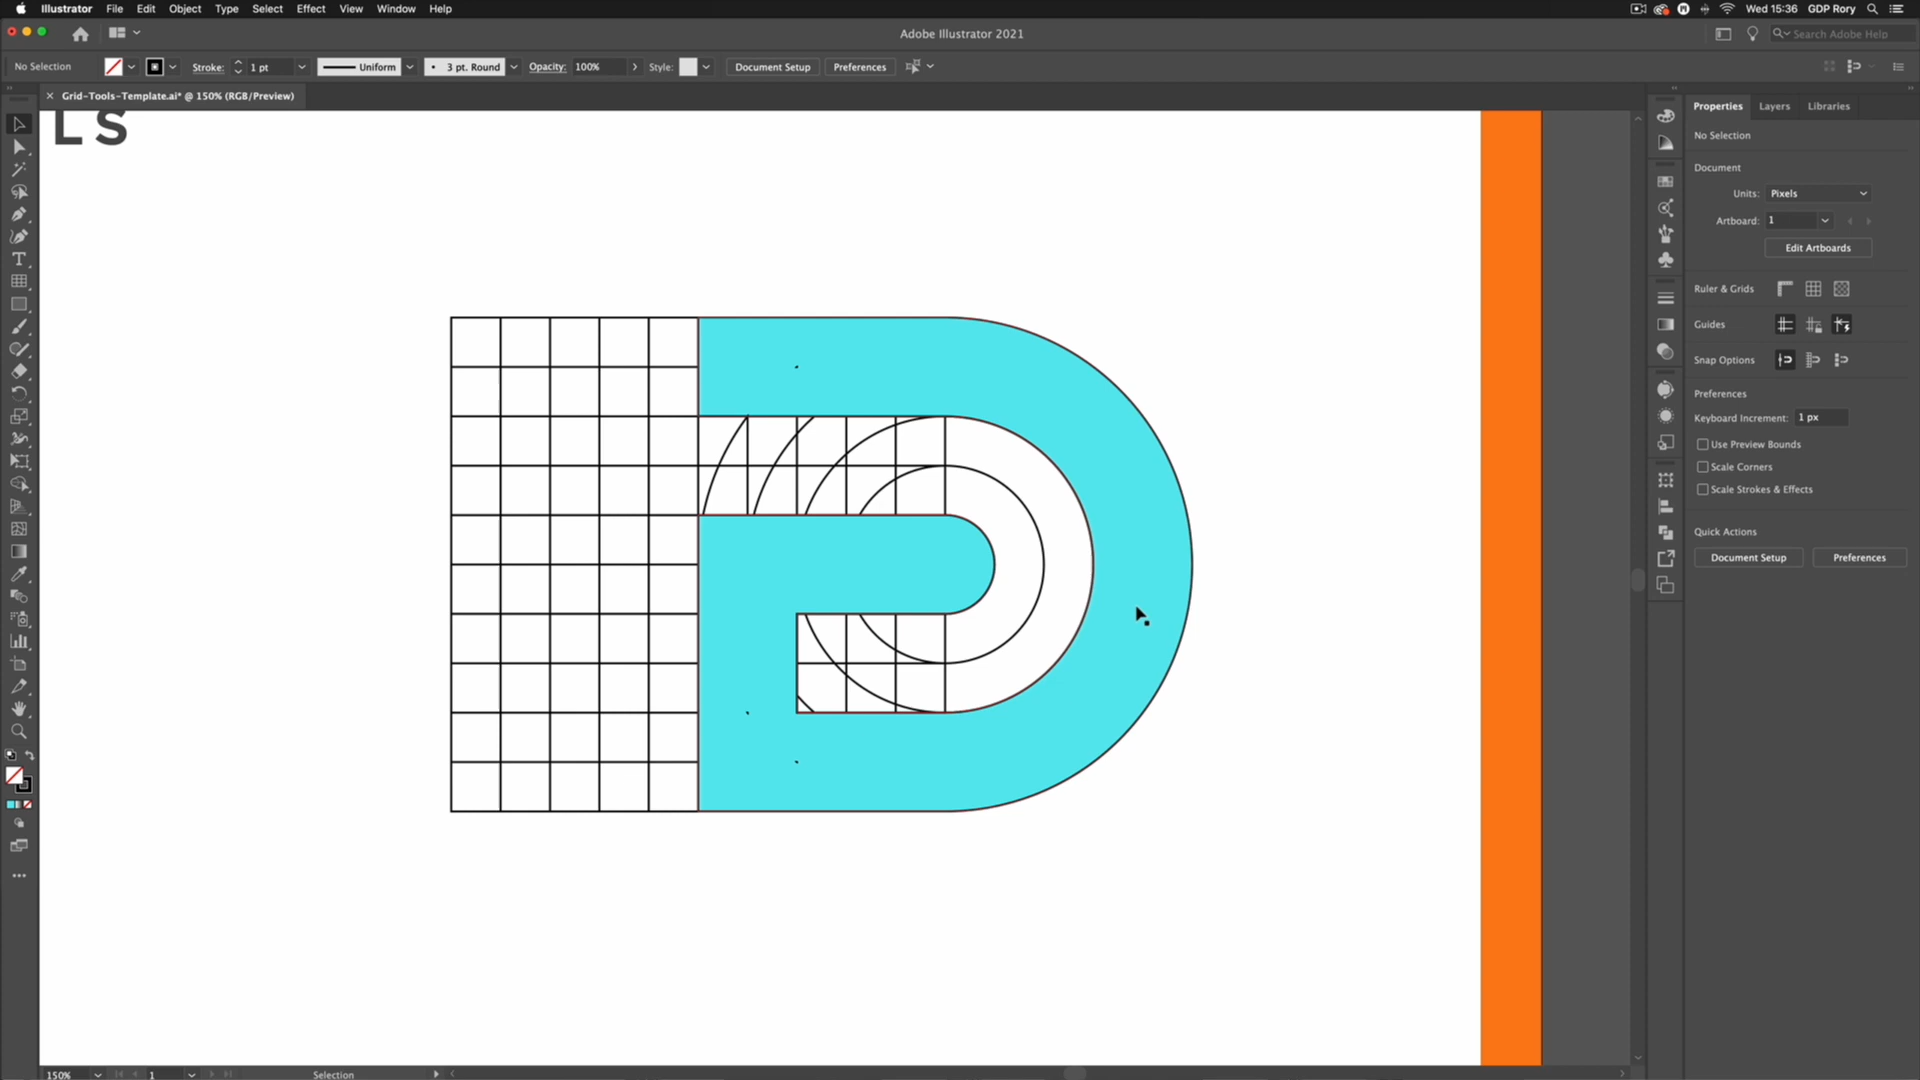 Illustrator File Edit Object Type Select Effect View Window Help Wed 15:36 GDP Rory
Adobe Illustrator 2021 Search Adobe Help
No Selection Stroke: 1 pt Uniform 3 pt. Round Opacity: 100% Style: Document Setup Preferences
Grid-Tools-Template.ai* @ 150% (RGB/Preview)
LS
Properties Layers Libraries
No Selection
Document
Units: Pixels
Artboard: 1
Edit Artboards
Ruler & Grids
Guides
Snap Options
Preferences
Keyboard Increment: 1 px
Use Preview Bounds
Scale Corners
Scale Strokes & Effects
Quick Actions
Document Setup Preferences
150% 1 Selection